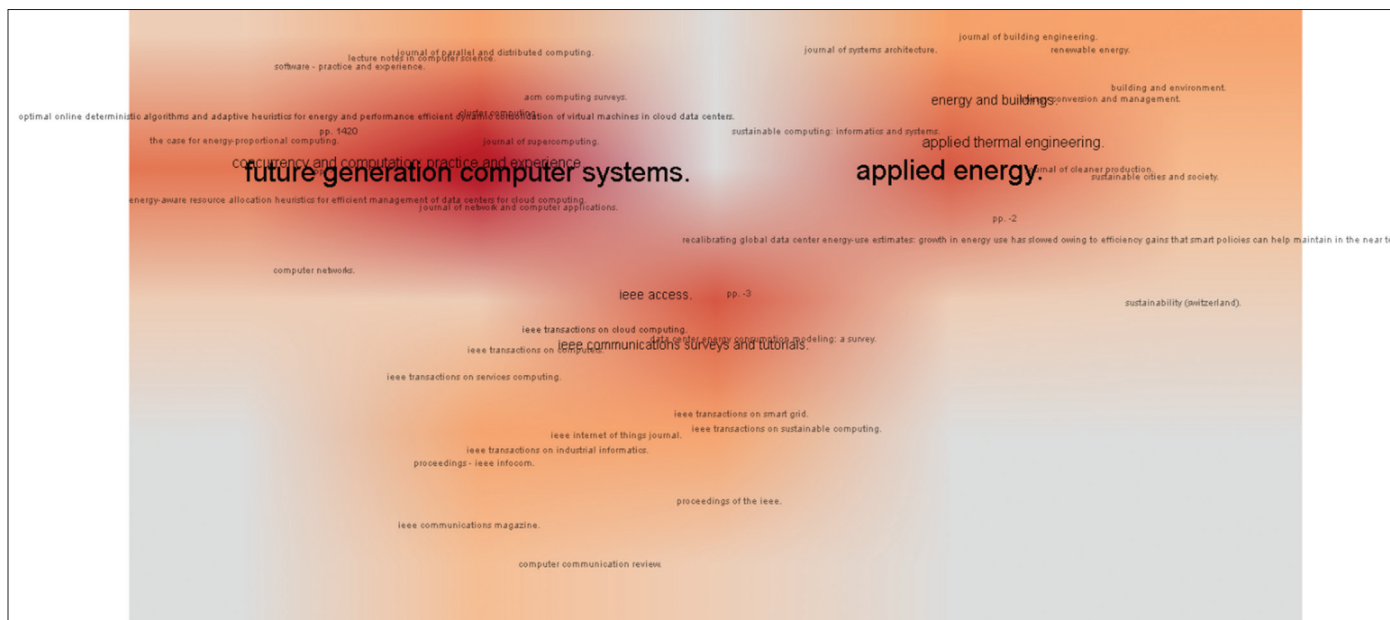 journal of building engineering.
journal of parallel and distributed computing.
journal of systems architecture.
renewable energy.
lecture notes in computer science.
software - practice and experience.
building and environment.
acm computing surveys.
energy and buildings.
energy conversion and management.
cluster computing.
optimal online deterministic algorithms and adaptive heuristics for energy and performance efficient dynamic consolidation of virtual machines in cloud data centers.
pp. 1420
sustainable computing: informatics and systems.
the case for energy-proportional computing.
journal of supercomputing.
applied thermal engineering.
concurrency and computation: practice and experience
future generation computer systems.
applied energy.
journal of cleaner production.
sustainable cities and society.
energy-aware resource allocation heuristics for efficient management of data centers for cloud computing.
journal of network and computer applications.
pp. -2
recalibrating global data center energy-use estimates: growth in energy use has slowed owing to efficiency gains that smart policies can help maintain in the near
computer networks.
ieee access.
pp. -3
sustainability (switzerland).
ieee transactions on cloud computing.
data center energy consumption modeling: a survey.
ieee communications surveys and tutorials.
ieee transactions on computers.
ieee transactions on services computing.
ieee transactions on smart grid.
ieee transactions on sustainable computing.
ieee internet of things journal.
ieee transactions on industrial informatics.
proceedings - ieee infocom.
proceedings of the ieee.
ieee communications magazine.
computer communication review.